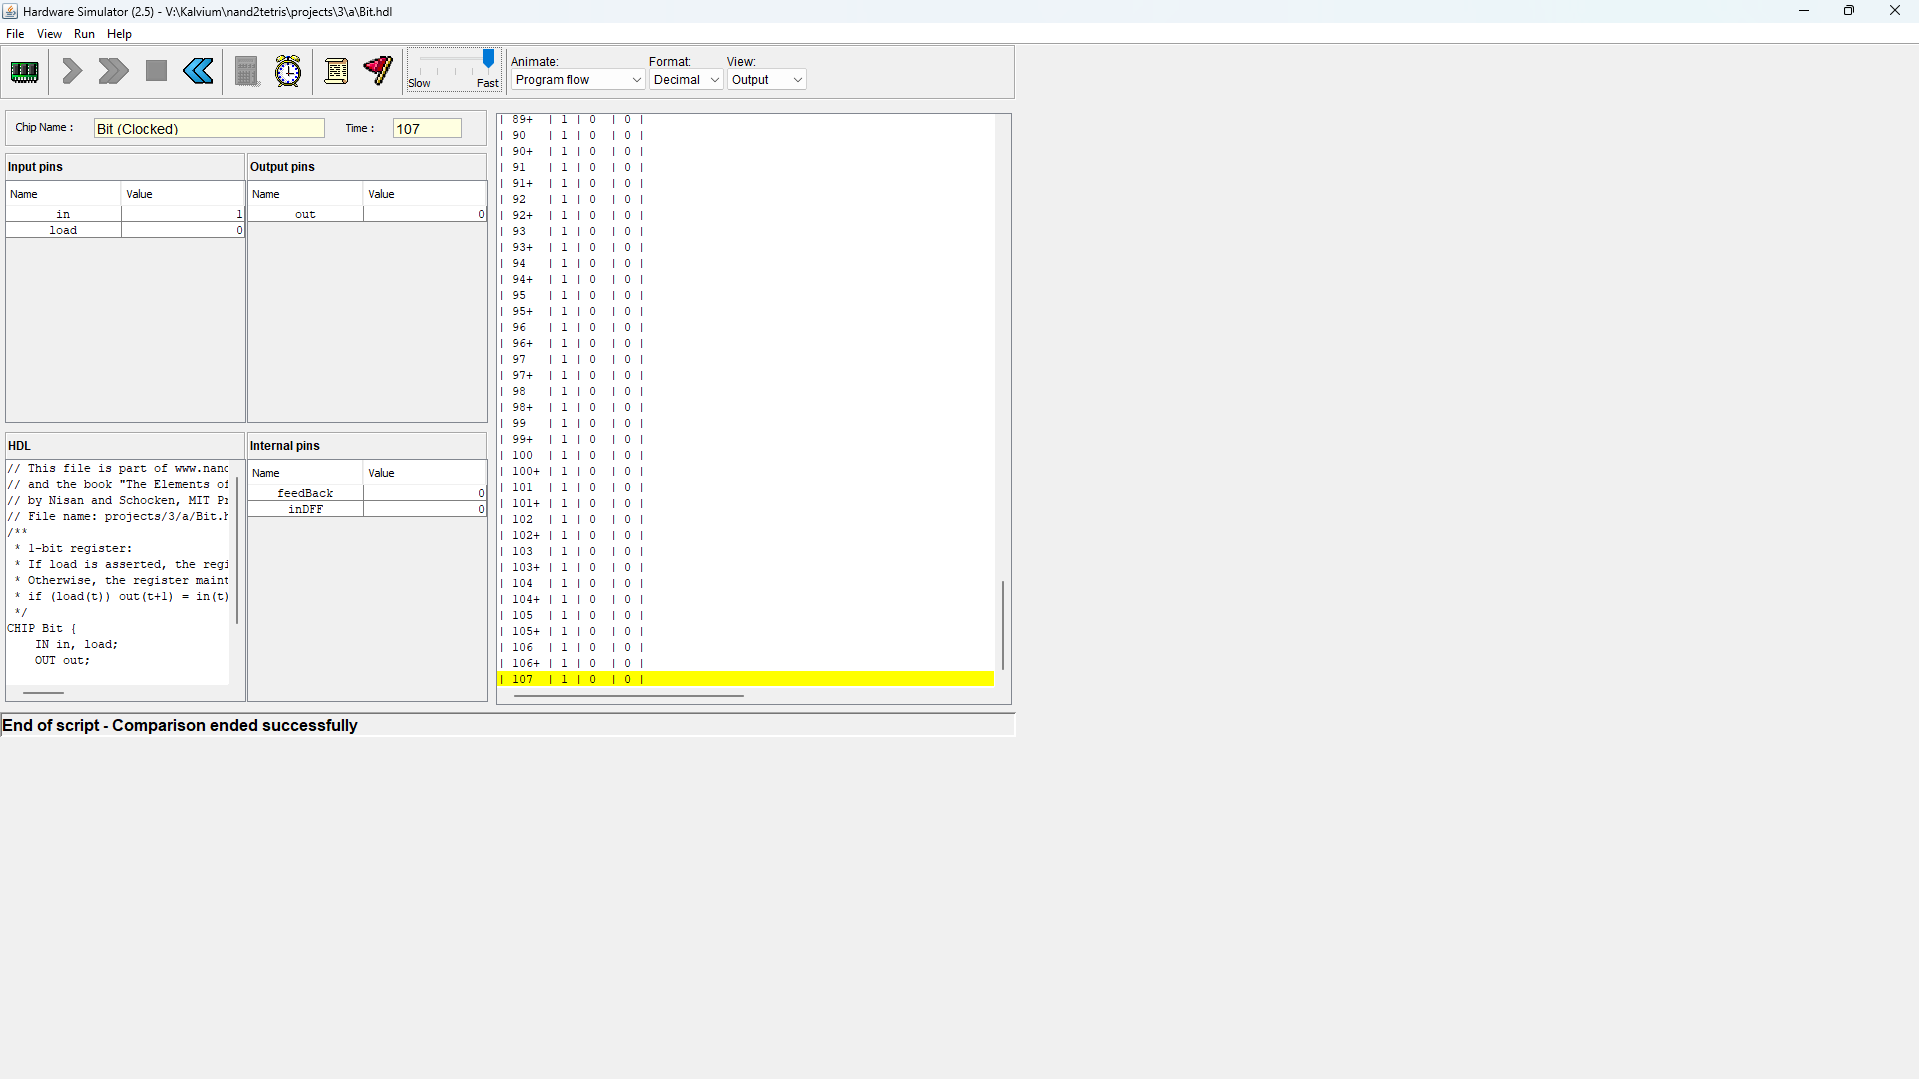 Hardware Simulator (2.5) - V:\Kalvium\nand2tetris\projects\3\a\Bit.hdl
File View Run Help
Slow Fast
Animate: Format: View:
Program flow Decimal Output
Chip Name : Bit (Clocked) Time : 107
Input pins
Name Value
in 1
load 0
Output pins
Name Value
out 0
HDL
// This file is part of www.nand
// and the book "The Elements of
// by Nisan and Schocken, MIT Pr
// File name: projects/3/a/Bit.h
/**
* 1-bit register:
* If load is asserted, the regi
* Otherwise, the register maint
* if (load(t)) out(t+1) = in(t)
*/
CHIP Bit {
IN in, load;
OUT out;
Internal pins
Name Value
feedBack 0
inDFF 0
| 89+ | 1 | 0 | 0 |
| 90 | 1 | 0 | 0 |
| 90+ | 1 | 0 | 0 |
| 91 | 1 | 0 | 0 |
| 91+ | 1 | 0 | 0 |
| 92 | 1 | 0 | 0 |
| 92+ | 1 | 0 | 0 |
| 93 | 1 | 0 | 0 |
| 93+ | 1 | 0 | 0 |
| 94 | 1 | 0 | 0 |
| 94+ | 1 | 0 | 0 |
| 95 | 1 | 0 | 0 |
| 95+ | 1 | 0 | 0 |
| 96 | 1 | 0 | 0 |
| 96+ | 1 | 0 | 0 |
| 97 | 1 | 0 | 0 |
| 97+ | 1 | 0 | 0 |
| 98 | 1 | 0 | 0 |
| 98+ | 1 | 0 | 0 |
| 99 | 1 | 0 | 0 |
| 99+ | 1 | 0 | 0 |
| 100 | 1 | 0 | 0 |
| 100+ | 1 | 0 | 0 |
| 101 | 1 | 0 | 0 |
| 101+ | 1 | 0 | 0 |
| 102 | 1 | 0 | 0 |
| 102+ | 1 | 0 | 0 |
| 103 | 1 | 0 | 0 |
| 103+ | 1 | 0 | 0 |
| 104 | 1 | 0 | 0 |
| 104+ | 1 | 0 | 0 |
| 105 | 1 | 0 | 0 |
| 105+ | 1 | 0 | 0 |
| 106 | 1 | 0 | 0 |
| 106+ | 1 | 0 | 0 |
| 107 | 1 | 0 | 0 |
End of script - Comparison ended successfully